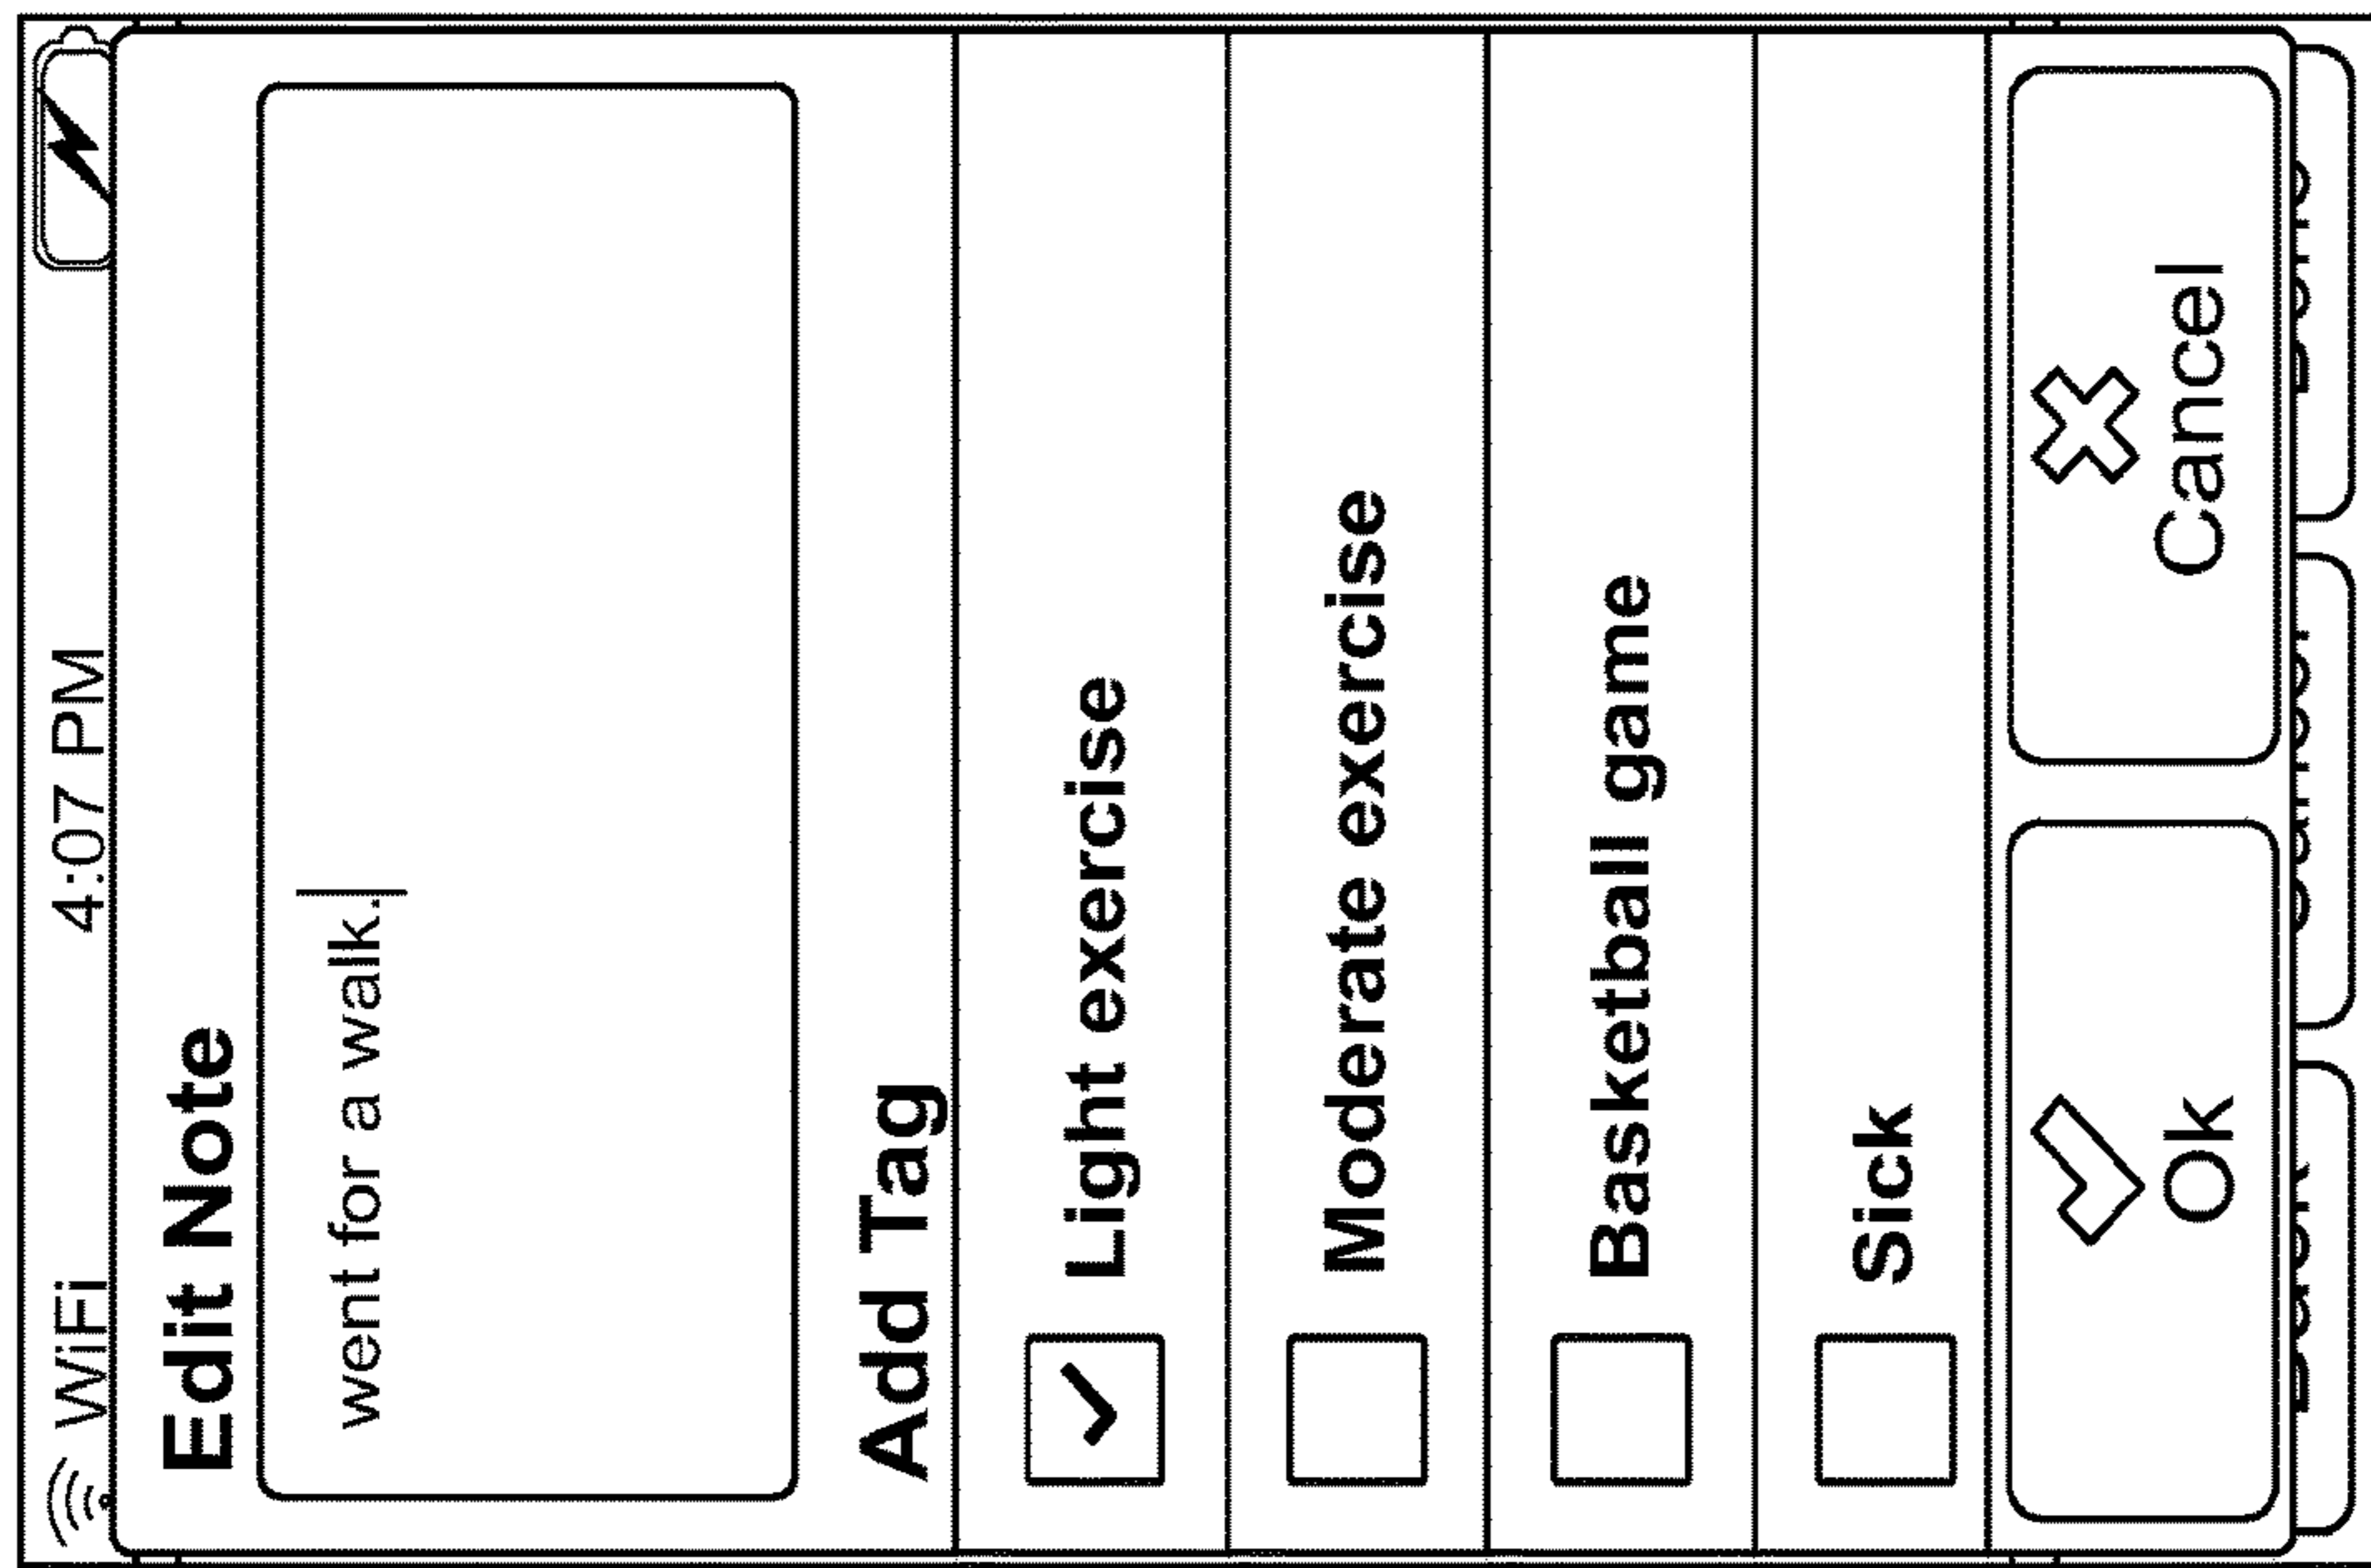 WiFi 4:07 PM
Edit Note
went for a walk.
Add Tag
Light exercise
Moderate exercise
Basketball game
Sick
Ok Cancel